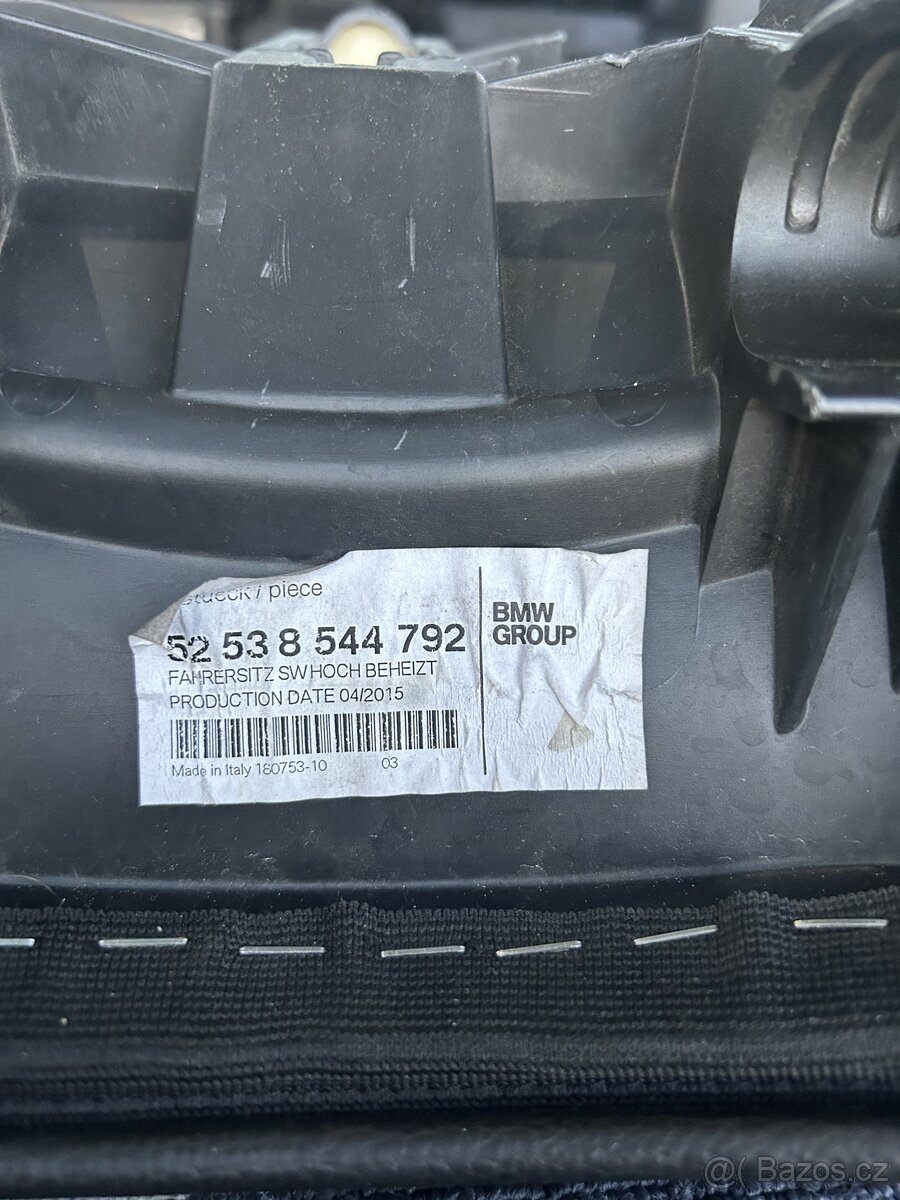 stueck / piece
52 53 8 544 792
FAHRERSITZ SW HOCH BEHEIZT
PRODUCTION DATE 04/2015
Made in Italy 160753-10 03
BMW
GROUP
@( Bazos.cz